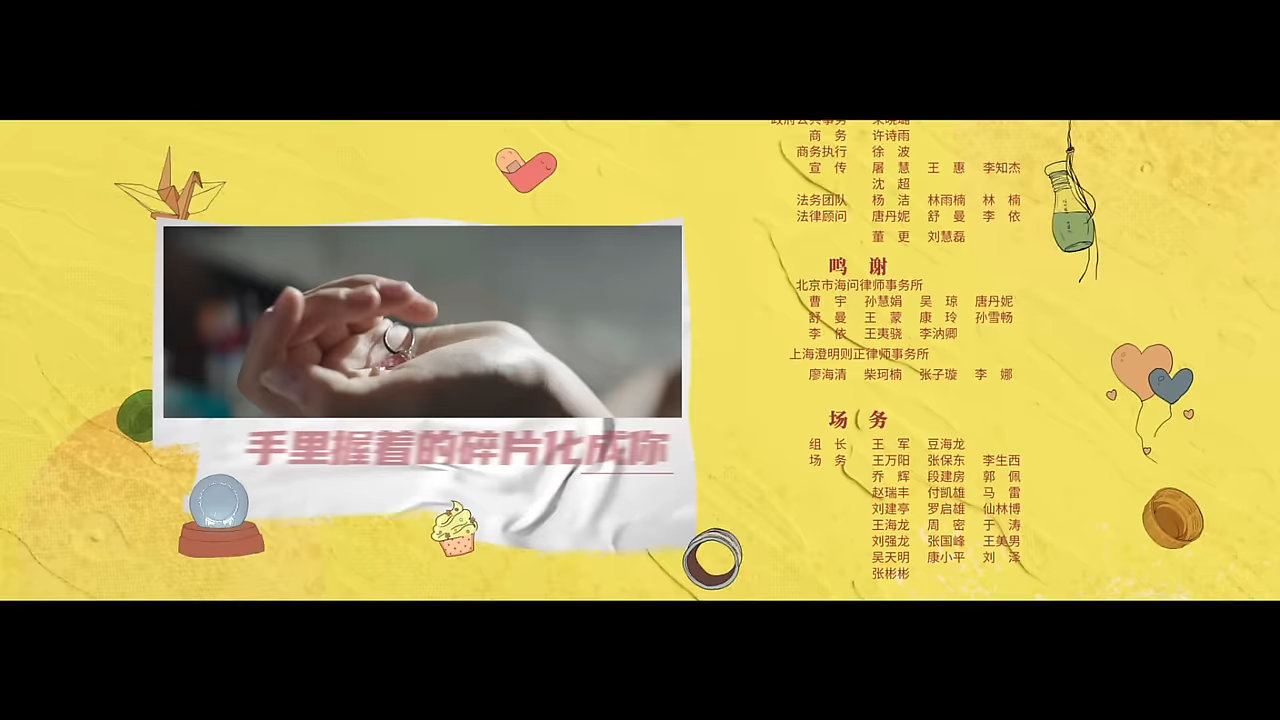 手里握着的碎片化成你
商 务 许诗雨
商务执行 徐 波
宣 传 屠 慧 王 惠 李知杰
沈 超
法务团队 杨 洁 林雨楠 林 楠
法律顾问 唐丹妮 舒 曼 李 依
董 更 刘慧磊
鸣 谢
北京市海问律师事务所
曹 宇 孙慧娟 吴 琼 唐丹妮
舒 曼 王 蒙 康 玲 孙雪畅
李 依 王夷骁 李汭卿
上海澄明则正律师事务所
廖海清 柴珂楠 张子璇 李 娜
场 务
组 长 王 军 豆海龙
场 务 王万阳 张保东 李生西
乔 辉 段建房 郭 佩
赵瑞丰 付凯雄 马 雷
刘建亭 罗启雄 仙林博
王海龙 周 密 于 涛
刘强龙 张国峰 王美男
吴天明 康小平 刘 泽
张彬彬